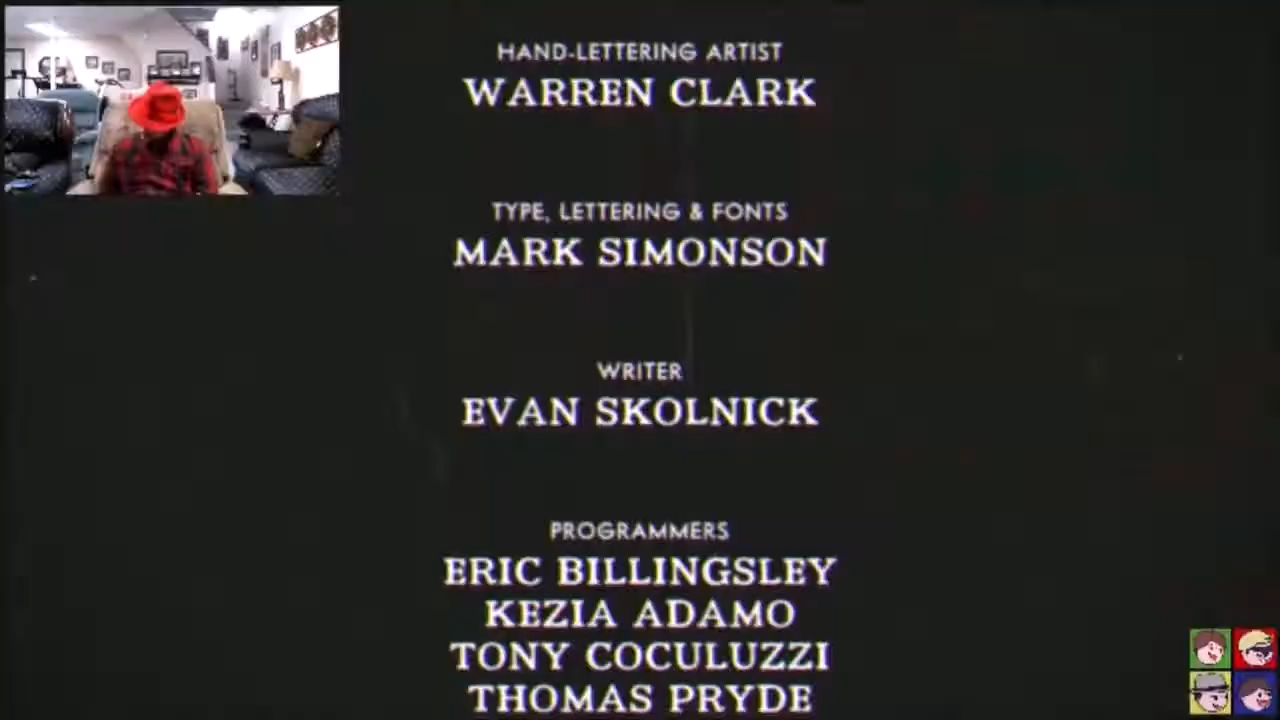 HAND-LETTERING ARTIST
WARREN CLARK
TYPE, LETTERING & FONTS
MARK SIMONSON
WRITER
EVAN SKOLNICK
PROGRAMMERS
ERIC BILLINGSLEY
KEZIA ADAMO
TONY COCULUZZI
THOMAS PRYDE